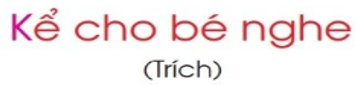 Kể cho bé nghe
(Trích)